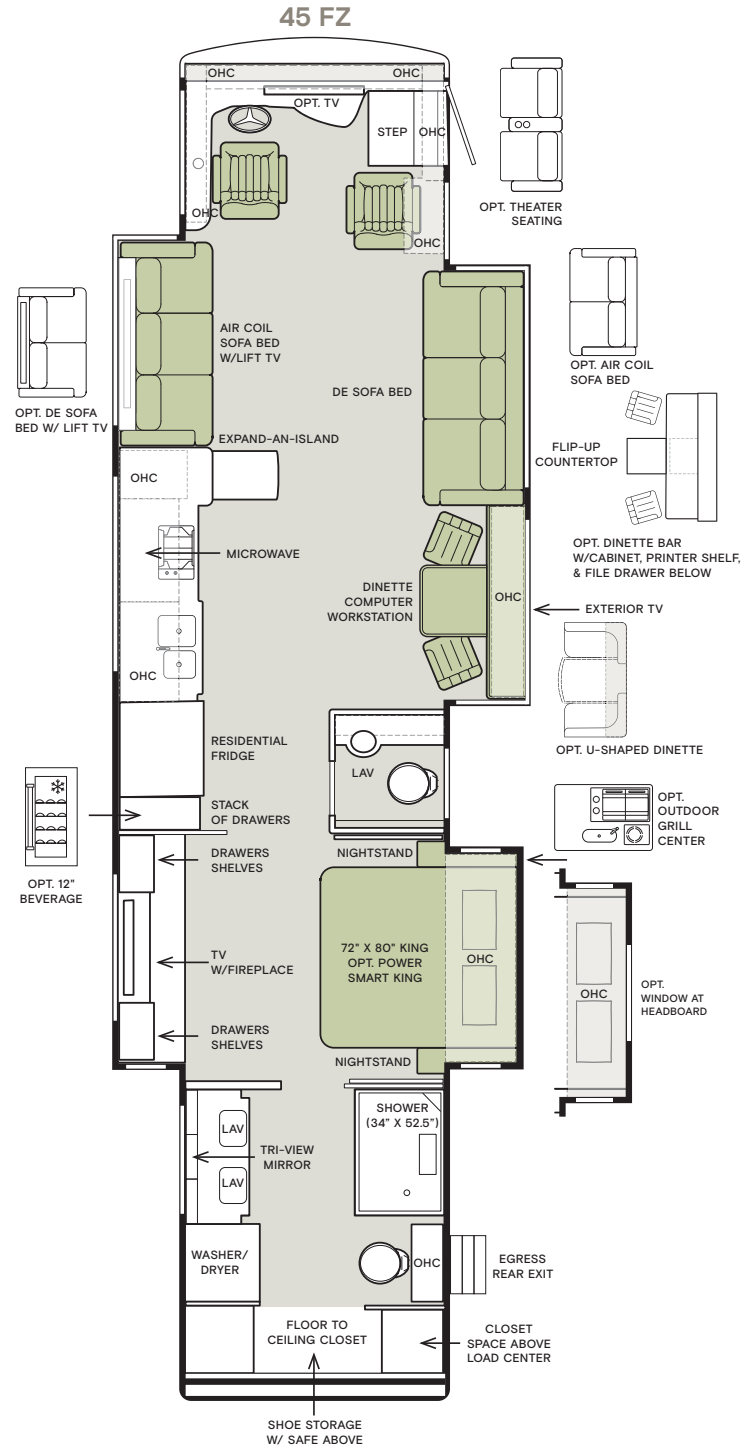 45 FZ
OHC
OHC
OPT. TV
STEP
OHC
OHC
OHC
OPT. THEATER
SEATING
AIR COIL
SOFA BED
W/LIFT TV
DE SOFA BED
OPT. AIR COIL
SOFA BED
OPT. DE SOFA
BED W/ LIFT TV
EXPAND-AN-ISLAND
OHC
FLIP-UP
COUNTERTOP
MICROWAVE
OPT. DINETTE BAR
W/CABINET, PRINTER SHELF,
& FILE DRAWER BELOW
DINETTE
COMPUTER
WORKSTATION
OHC
EXTERIOR TV
OHC
OPT. U-SHAPED DINETTE
RESIDENTIAL
FRIDGE
LAV
STACK
OF DRAWERS
OPT.
OUTDOOR
GRILL
CENTER
OPT. 12"
BEVERAGE
DRAWERS
SHELVES
NIGHTSTAND
TV
W/FIREPLACE
72" X 80" KING
OPT. POWER
SMART KING
OHC
OHC
OPT.
WINDOW AT
HEADBOARD
DRAWERS
SHELVES
NIGHTSTAND
LAV
LAV
TRI-VIEW
MIRROR
SHOWER
(34" X 52.5")
WASHER/
DRYER
OHC
EGRESS
REAR EXIT
FLOOR TO
CEILING CLOSET
CLOSET
SPACE ABOVE
LOAD CENTER
SHOE STORAGE
W/ SAFE ABOVE